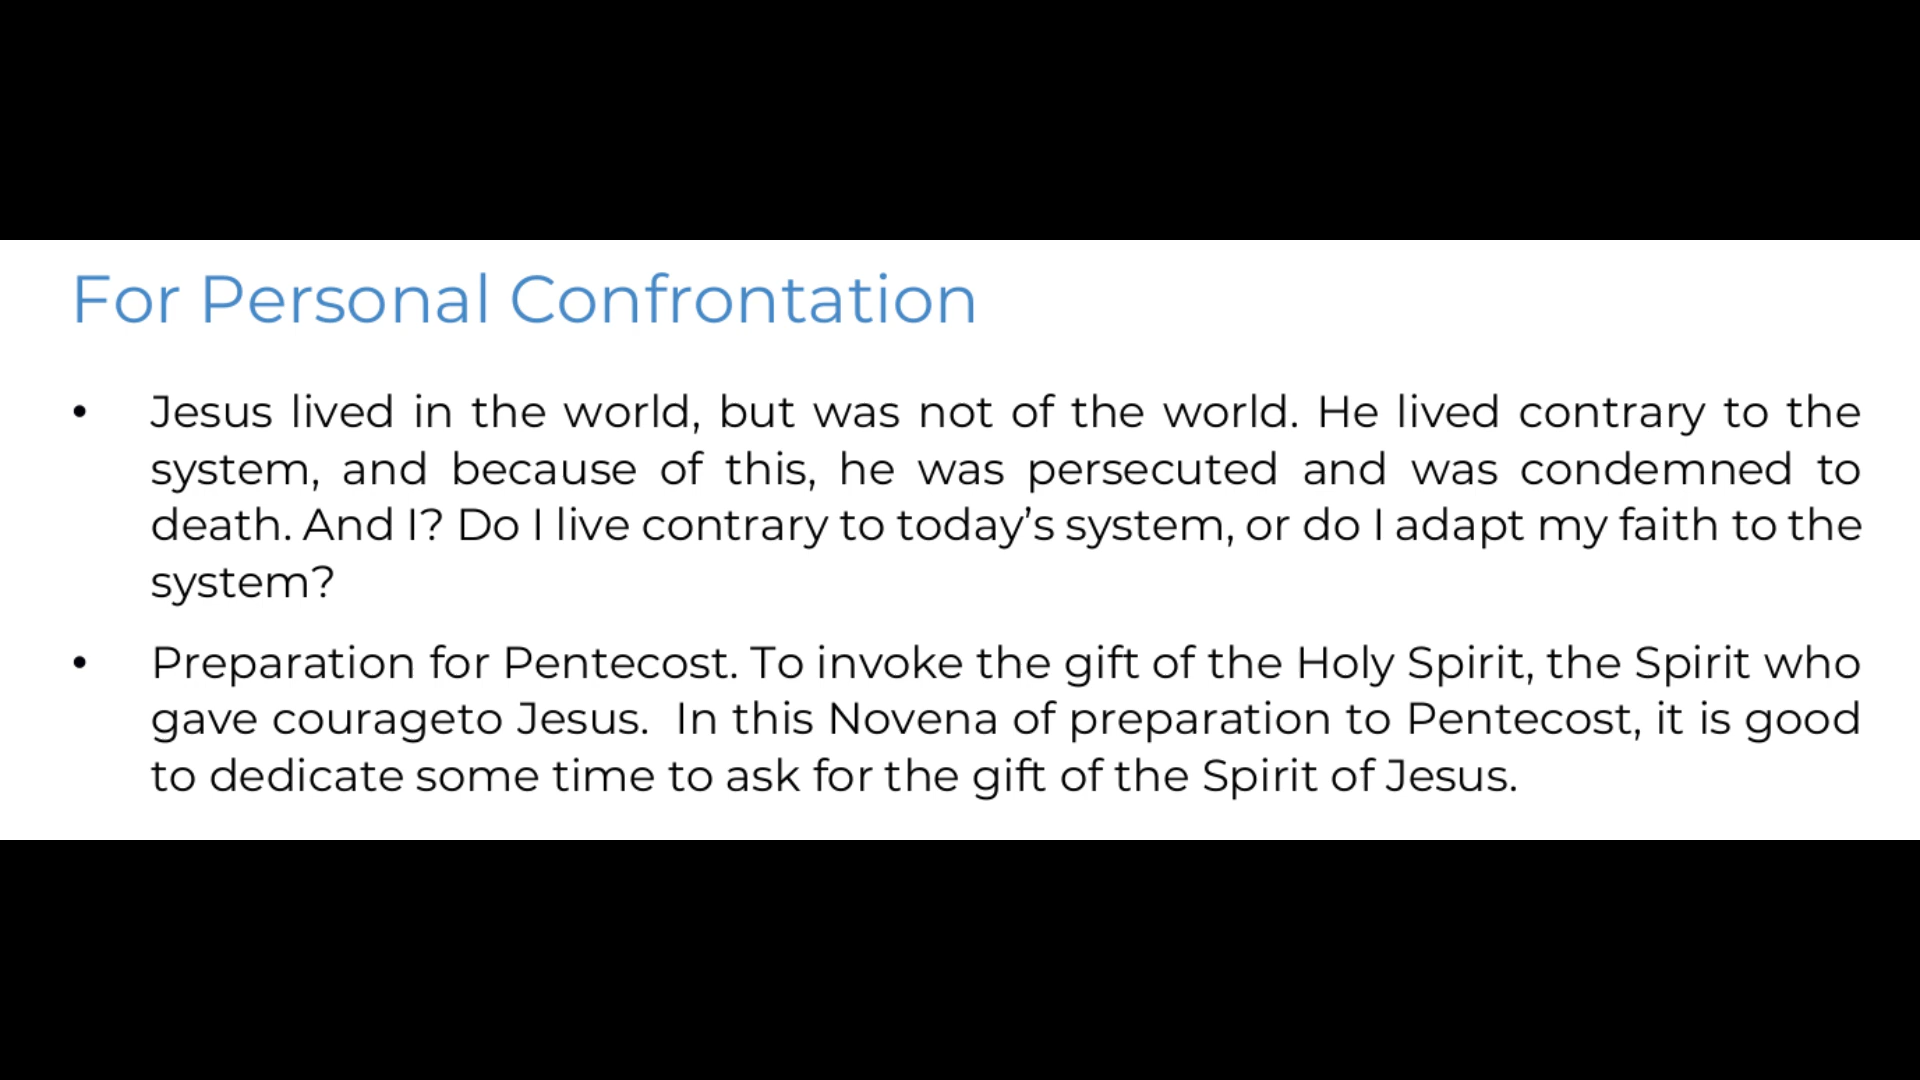 For Personal Confrontation
• Jesus lived in the world, but was not of the world. He lived contrary to the
system, and because of this, he was persecuted and was condemned to
death. And I? Do I live contrary to today’s system, or do I adapt my faith to the
system?
• Preparation for Pentecost. To invoke the gift of the Holy Spirit, the Spirit who
gave courageto Jesus.  In this Novena of preparation to Pentecost, it is good
to dedicate some time to ask for the gift of the Spirit of Jesus.